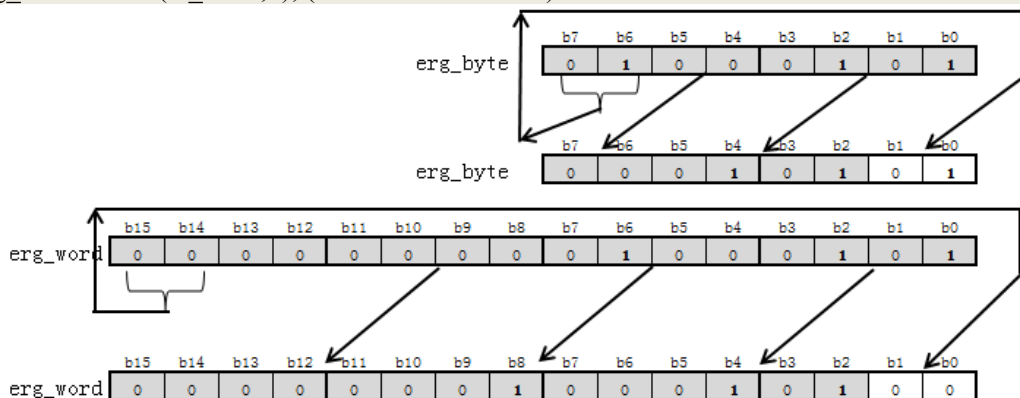 b7 b6 b5 b4 b3 b2 b1 b0
erg_byte 0 1 0 0 0 1 0 1
b7 b6 b5 b4 b3 b2 b1 b0
erg_byte 0 0 0 1 0 1 0 1
b15 b14 b13 b12 b11 b10 b9 b8 b7 b6 b5 b4 b3 b2 b1 b0
erg_word 0 0 0 0 0 0 0 0 0 1 0 0 0 1 0 1
b15 b14 b13 b12 b11 b10 b9 b8 b7 b6 b5 b4 b3 b2 b1 b0
erg_word 0 0 0 0 0 0 0 1 0 0 0 1 0 1 0 0